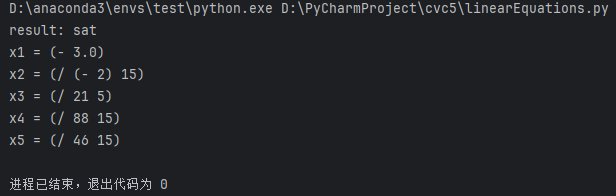 D:\anaconda3\envs\test\python.exe D:\PyCharmProject\cvc5\linearEquations.py
result: sat
x1 = (- 3.0)
x2 = (/ (- 2) 15)
x3 = (/ 21 5)
x4 = (/ 88 15)
x5 = (/ 46 15)
进程已结束，退出代码为 0